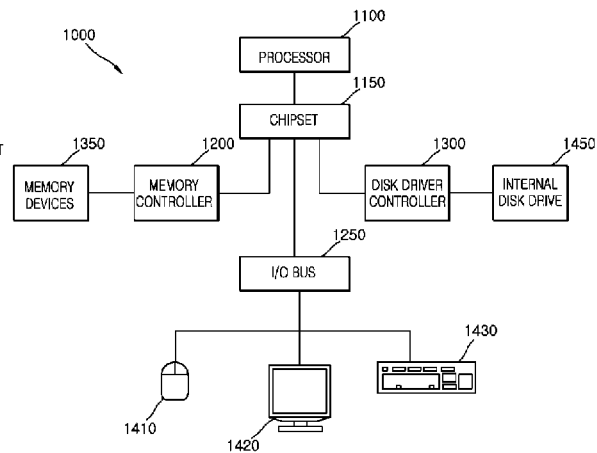 1000
1100
PROCESSOR
1150
CHIPSET
1350
MEMORY
DEVICES
1200
MEMORY
CONTROLLER
1300
DISK DRIVER
CONTROLLER
1450
INTERNAL
DISK DRIVE
1250
I/O BUS
1410
1420
1430